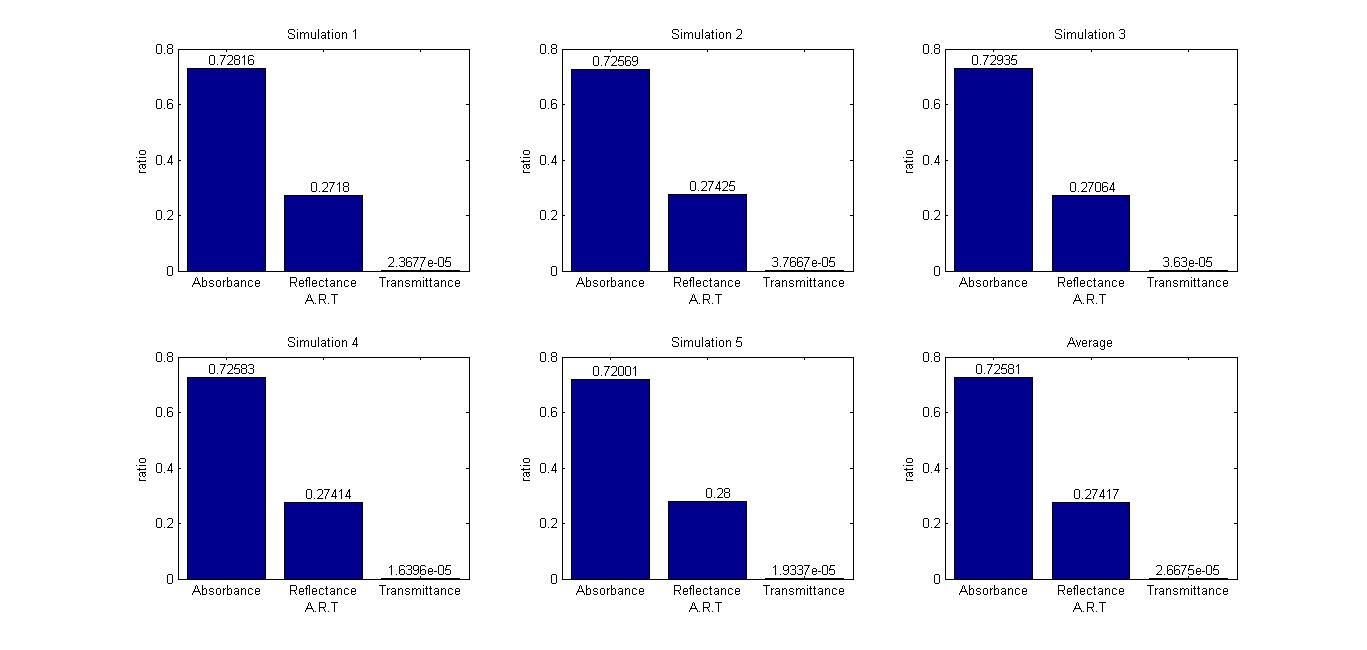 Simulation 1
0.8
0.6
0.4
0.2
0
ratio
0.72816
0.2718
2.3677e-05
Absorbance Reflectance Transmittance
A.R.T
Simulation 2
0.8
0.6
0.4
0.2
0
ratio
0.72569
0.27425
3.7667e-05
Absorbance Reflectance Transmittance
A.R.T
Simulation 3
0.8
0.6
0.4
0.2
0
ratio
0.72935
0.27064
3.63e-05
Absorbance Reflectance Transmittance
A.R.T
Simulation 4
0.8
0.6
0.4
0.2
0
ratio
0.72583
0.27414
1.6396e-05
Absorbance Reflectance Transmittance
A.R.T
Simulation 5
0.8
0.6
0.4
0.2
0
ratio
0.72001
0.28
1.9337e-05
Absorbance Reflectance Transmittance
A.R.T
Average
0.8
0.6
0.4
0.2
0
ratio
0.72581
0.27417
2.6675e-05
Absorbance Reflectance Transmittance
A.R.T